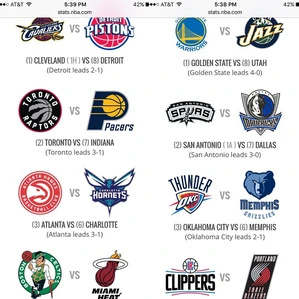 AT&T 5:39 PM 42%
stats.nba.com
CAVALIERS VS DETROIT PISTONS
(1) CLEVELAND (1H) VS (8) DETROIT
(Detroit leads 2-1)
TORONTO RAPTORS VS Pacers
(2) TORONTO VS (7) INDIANA
(Toronto leads 3-1)
ATLANTA HAWKS VS CHARLOTTE HORNETS
(3) ATLANTA VS (6) CHARLOTTE
(Atlanta leads 3-1)
CELTICS VS MIAMI HEAT
AT&T 5:38 PM 42%
stats.nba.com
WARRIORS VS JAZZ
(1) GOLDEN STATE VS (8) UTAH
(Golden State leads 4-0)
SPURS VS MAVERICKS
(2) SAN ANTONIO (1A) VS (7) DALLAS
(San Antonio leads 3-0)
THUNDER OKC VS MEMPHIS GRIZZLIES
(3) OKLAHOMA CITY VS (6) MEMPHIS
(Oklahoma City leads 2-1)
CLIPPERS VS PORTLAND